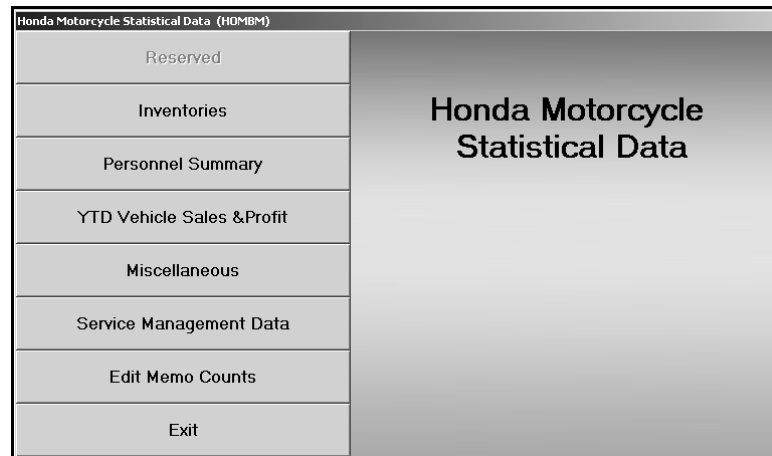 Honda Motorcycle Statistical Data (HOMBM)
Reserved
Inventories
Personnel Summary
YTD Vehicle Sales &Profit
Miscellaneous
Service Management Data
Edit Memo Counts
Exit
Honda Motorcycle
Statistical Data